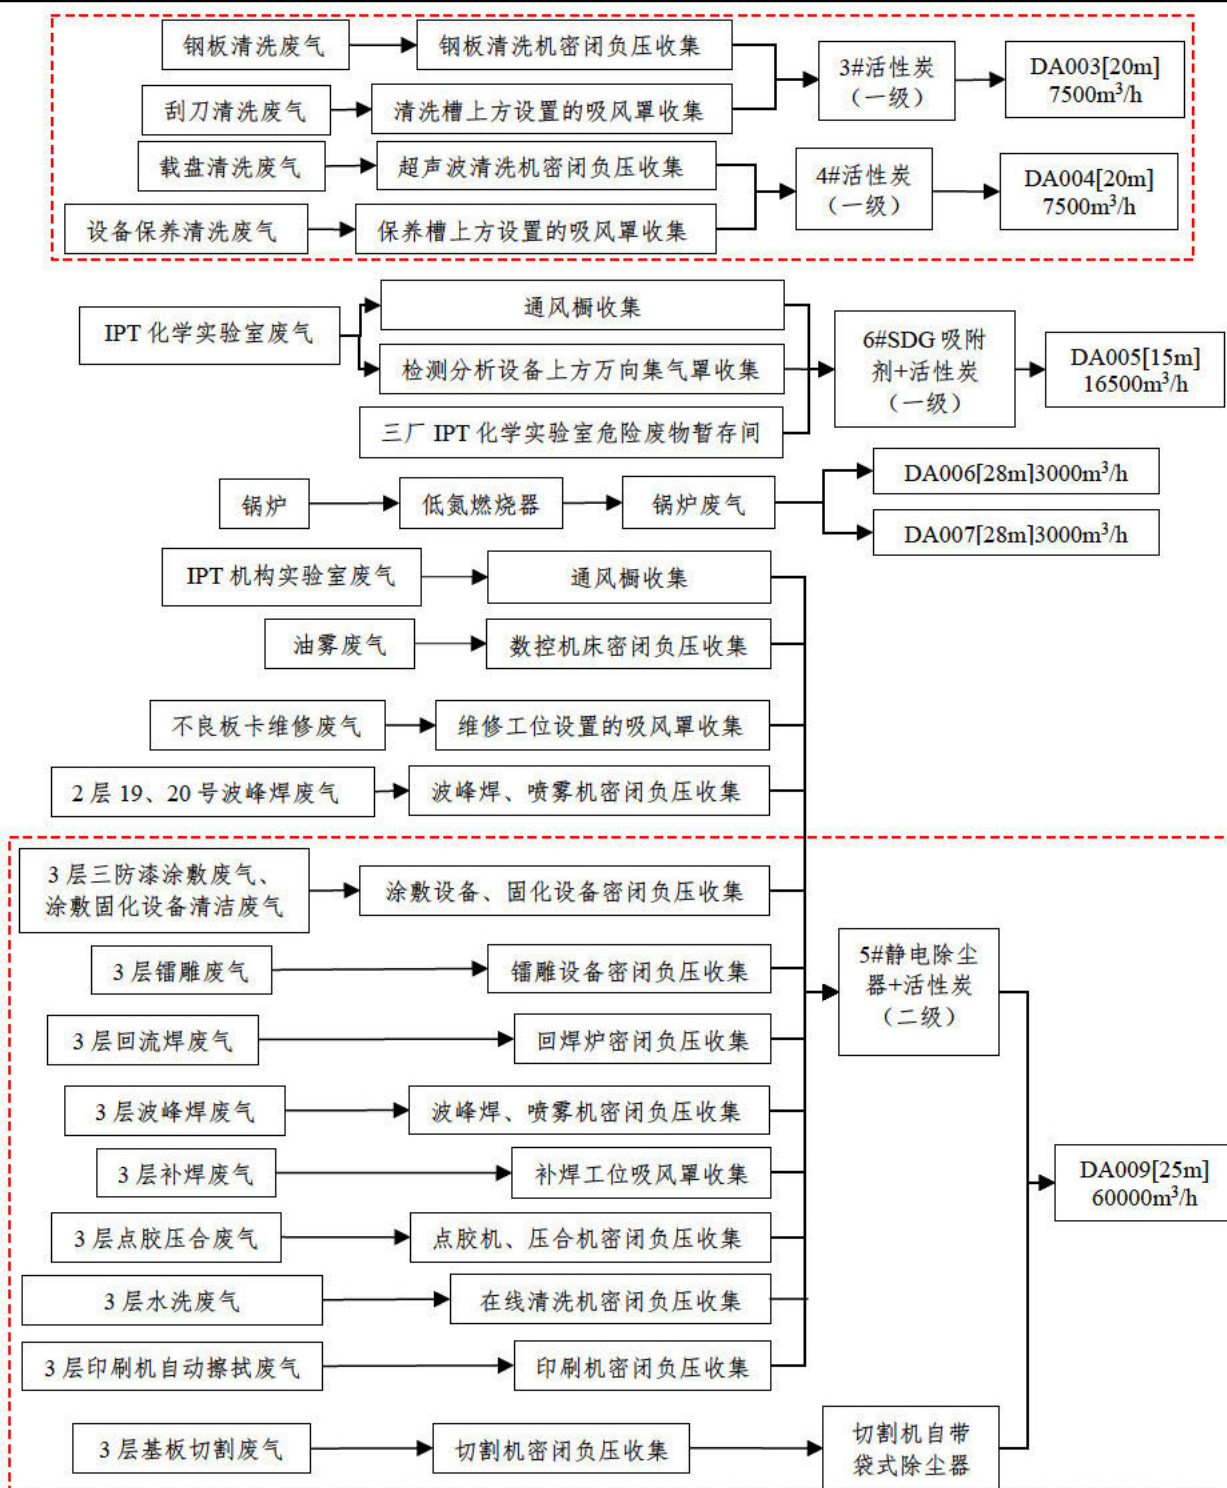 钢板清洗废气
钢板清洗机密闭负压收集
刮刀清洗废气
清洗槽上方设置的吸风罩收集
3#活性炭
（一级）
DA003[20m]
7500m³/h
载盘清洗废气
超声波清洗机密闭负压收集
设备保养清洗废气
保养槽上方设置的吸风罩收集
4#活性炭
（一级）
DA004[20m]
7500m³/h
IPT 化学实验室废气
通风橱收集
检测分析设备上方万向集气罩收集
三厂 IPT 化学实验室危险废物暂存间
6#SDG 吸附
剂+活性炭
（一级）
DA005[15m]
16500m³/h
锅炉
低氮燃烧器
锅炉废气
DA006[28m]3000m³/h
DA007[28m]3000m³/h
IPT 机构实验室废气
通风橱收集
油雾废气
数控机床密闭负压收集
不良板卡维修废气
维修工位设置的吸风罩收集
2 层 19、20 号波峰焊废气
波峰焊、喷雾机密闭负压收集
3 层三防漆涂敷废气、
涂敷固化设备清洁废气
涂敷设备、固化设备密闭负压收集
3 层镭雕废气
镭雕设备密闭负压收集
3 层回流焊废气
回焊炉密闭负压收集
3 层波峰焊废气
波峰焊、喷雾机密闭负压收集
3 层补焊废气
补焊工位吸风罩收集
3 层点胶压合废气
点胶机、压合机密闭负压收集
3 层水洗废气
在线清洗机密闭负压收集
3 层印刷机自动擦拭废气
印刷机密闭负压收集
5#静电除尘
器+活性炭
（二级）
DA009[25m]
60000m³/h
3 层基板切割废气
切割机密闭负压收集
切割机自带
袋式除尘器